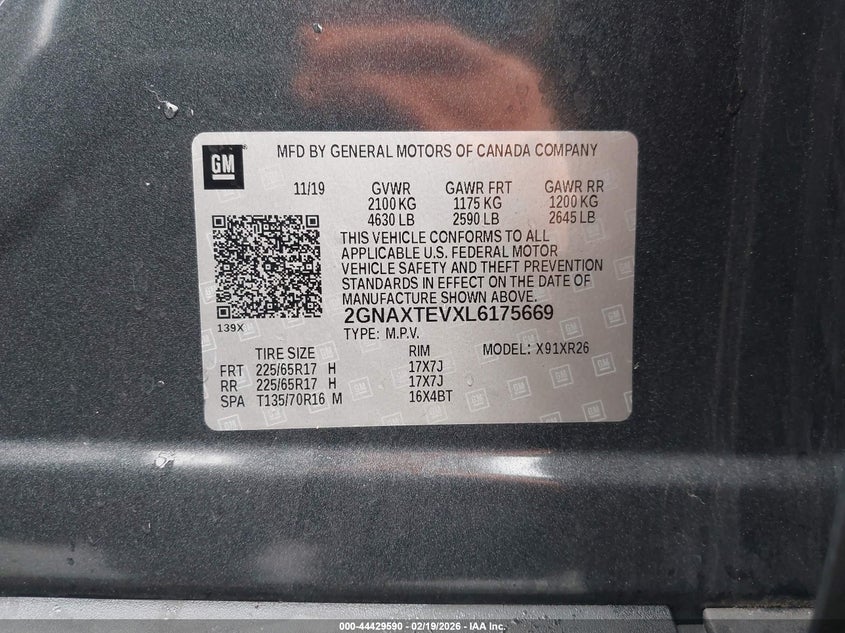 GM
MFD BY GENERAL MOTORS OF CANADA COMPANY
11/19 GVWR GAWR FRT GAWR RR
2100 KG 1175 KG 1200 KG
4630 LB 2590 LB 2645 LB
THIS VEHICLE CONFORMS TO ALL
APPLICABLE U.S. FEDERAL MOTOR
VEHICLE SAFETY AND THEFT PREVENTION
STANDARDS IN EFFECT ON THE DATE OF
MANUFACTURE SHOWN ABOVE.
139X
2GNAXTEVXL6175669
TYPE: M.P.V.
TIRE SIZE RIM MODEL: X91XR26
FRT 225/65R17 H 17X7J
RR 225/65R17 H 17X7J
SPA T135/70R16 M 16X4BT
000-44429590 - 02/19/2026 - IAA Inc.